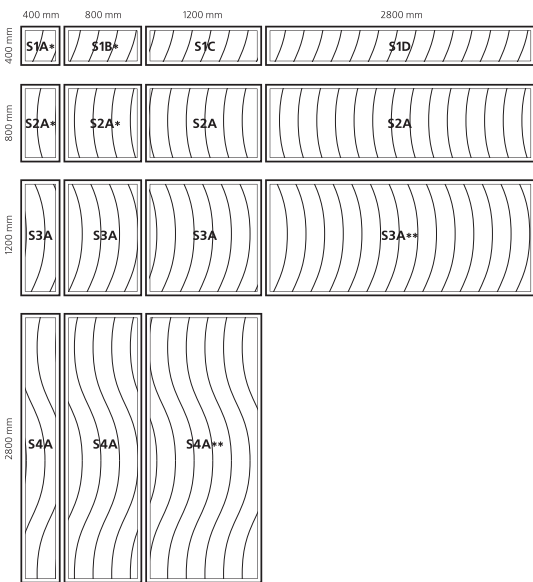 400 mm 800 mm 1200 mm 2800 mm
400 mm S1A* S1B* S1C S1D
800 mm S2A* S2A* S2A S2A
1200 mm S3A S3A S3A S3A**
2800 mm S4A S4A S4A**